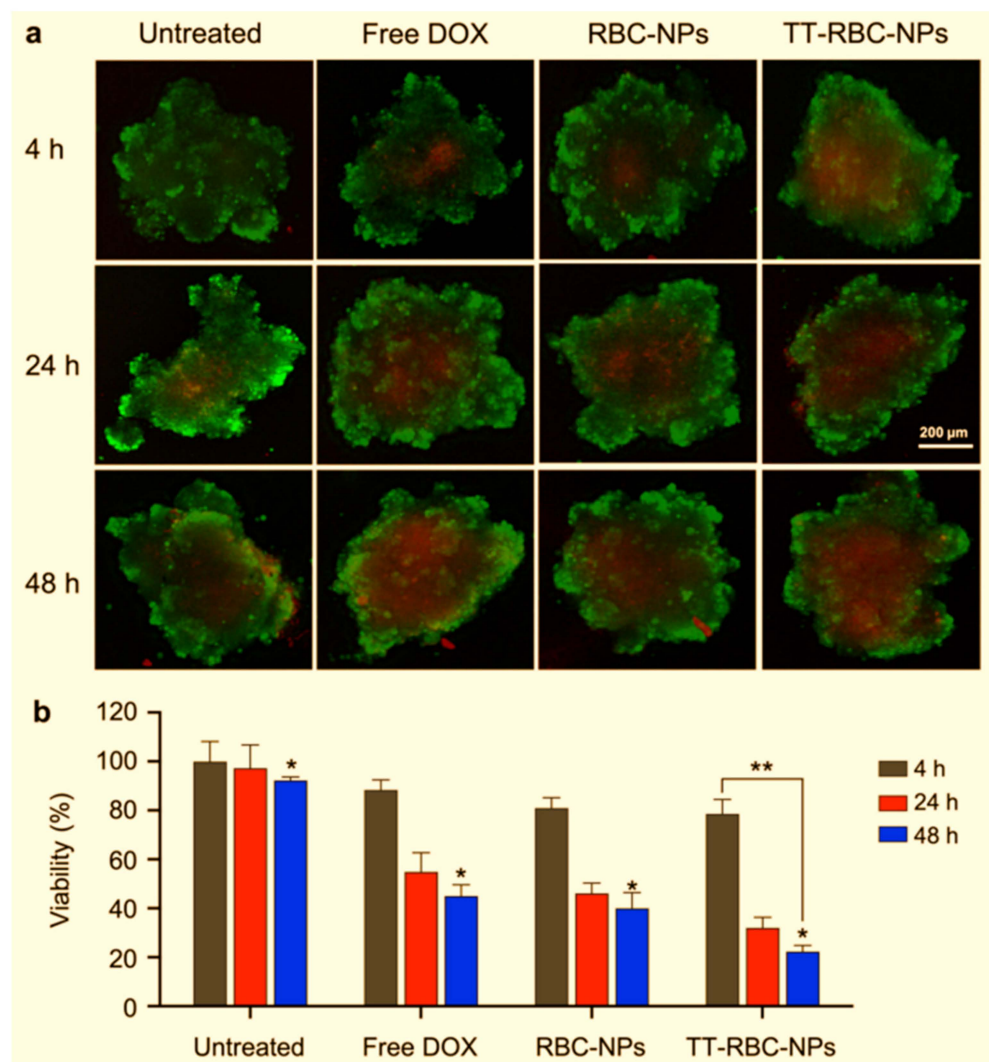 a
Untreated Free DOX RBC-NPs TT-RBC-NPs
4 h
24 h
200 µm
48 h
b
120
100
80
60
40
20
0
Viability (%)
* * * * **
4 h
24 h
48 h
Untreated Free DOX RBC-NPs TT-RBC-NPs